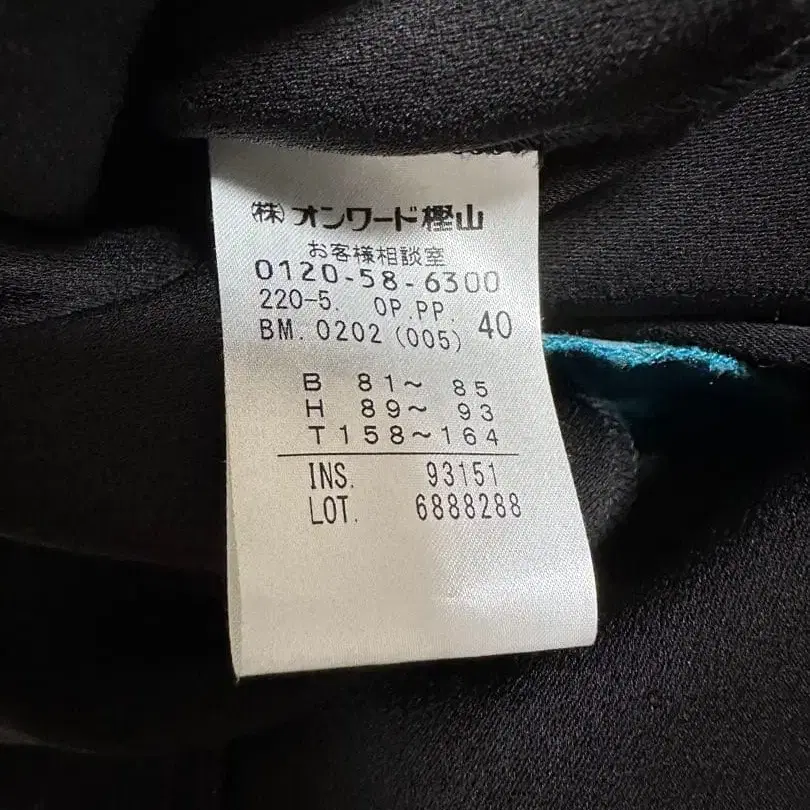 (株)オンワード樫山
お客様相談室
0120-58-6300
220-5. OP.PP.
BM.0202(005) 40
B 81～ 85
H 89～ 93
T158～164
INS. 93151
LOT. 6888288